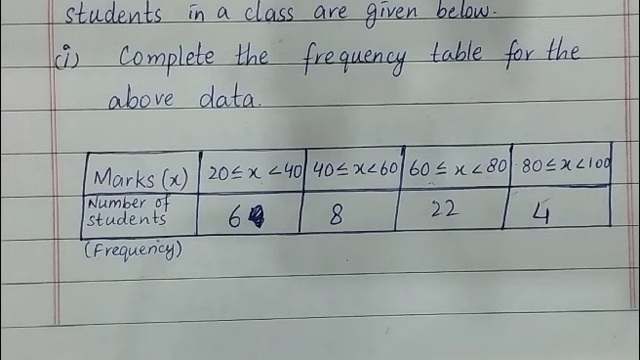 students in a class are given below.
(i) Complete the frequency table for the
above data.
Marks (x) 20 ≤ x < 40 40 ≤ x < 60 60 ≤ x < 80 80 ≤ x < 100
Number of
students 6 8 22 4
(Frequency)